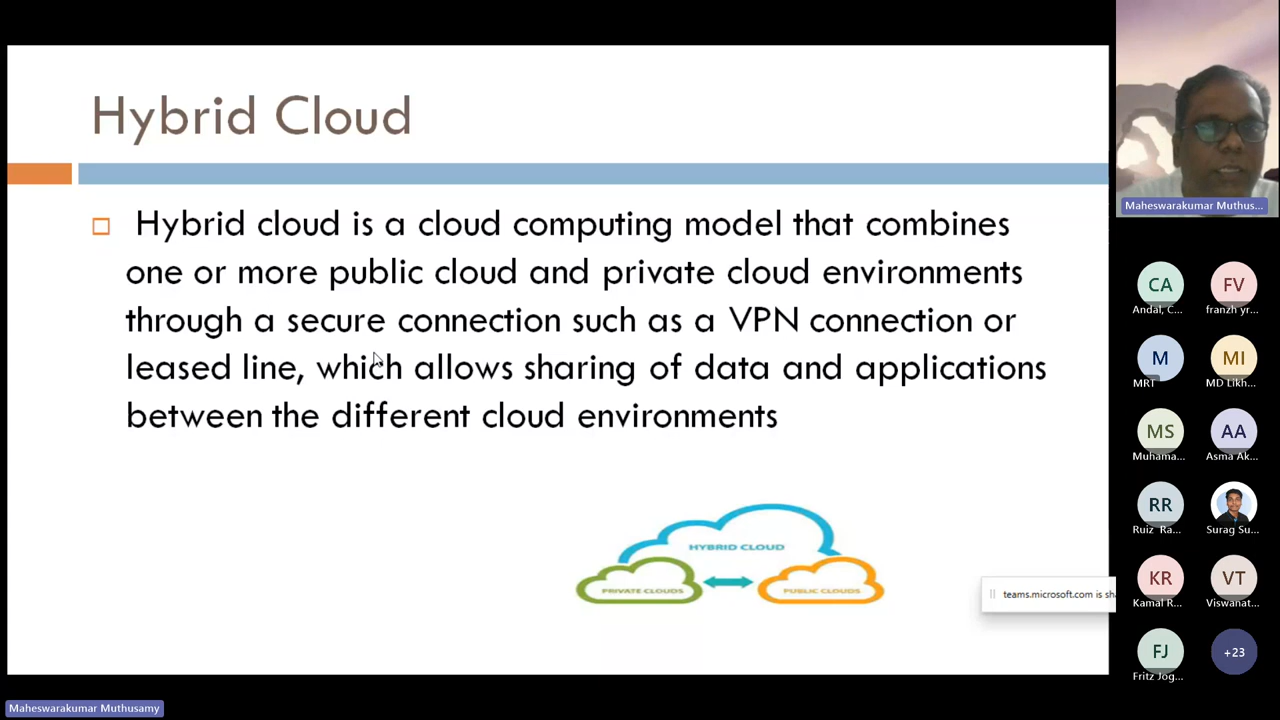 Hybrid Cloud
Hybrid cloud is a cloud computing model that combines
one or more public cloud and private cloud environments
through a secure connection such as a VPN connection or
leased line, which allows sharing of data and applications
between the different cloud environments
HYBRID CLOUD
PRIVATE CLOUDS
PUBLIC CLOUDS
teams.microsoft.com is sh
Maheswarakumar Muthus...
CA
FV
Andal, C...
franzh yr...
M
MI
MRT
MD Likh...
MS
AA
Muhama...
Asma Ak...
RR
Ruiz Ra...
Surag Su...
KR
VT
Kamal R...
Viswanat...
FJ
+23
Fritz Jog...
Maheswarakumar Muthusamy